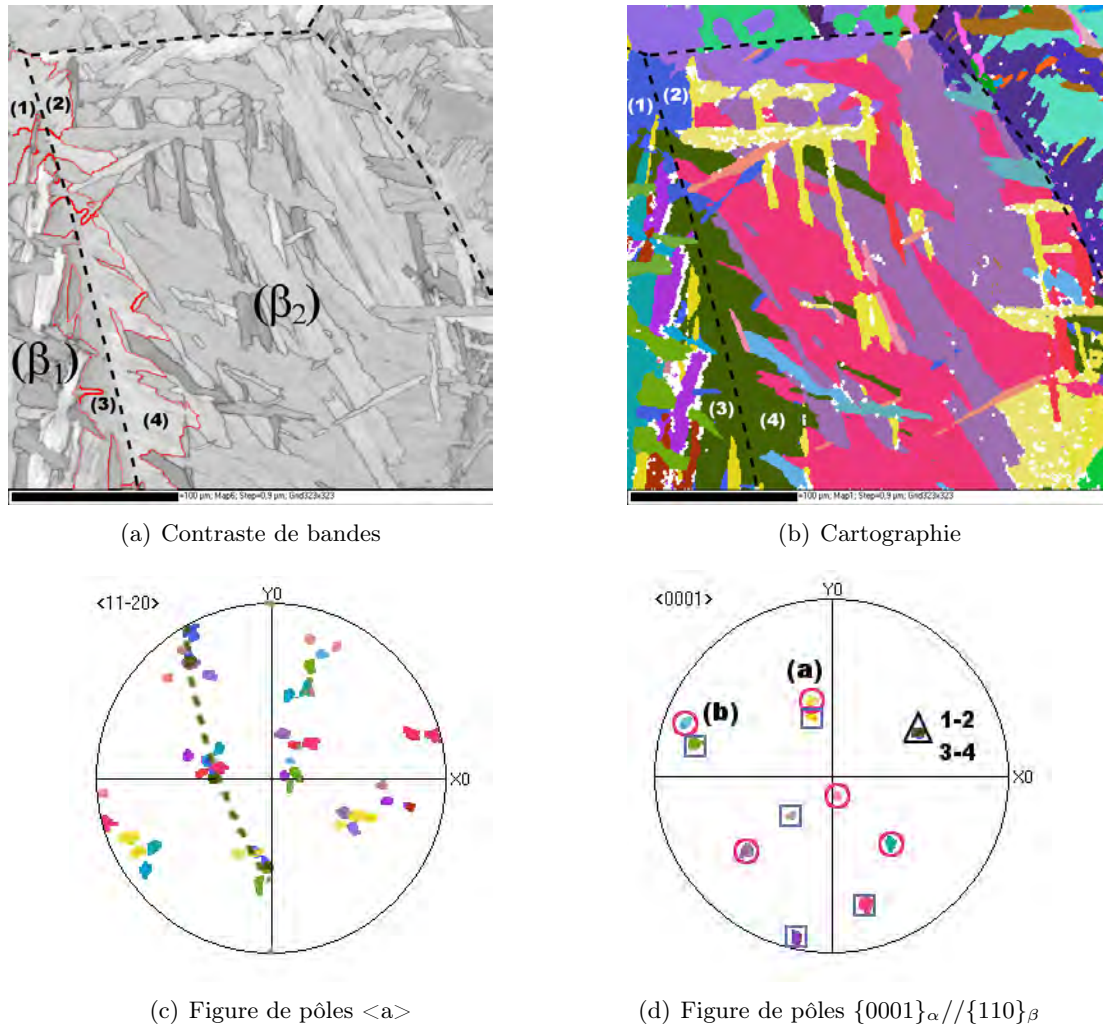 (1)
(2)
(β₂)
(β₁)
(3)
(4)
=100 µm; Map6; Step=0,9 µm; Grid323x323
(1)
(2)
(3)
(4)
=100 µm; Map1; Step=0,9 µm; Grid323x323
(a) Contraste de bandes
(b) Cartographie
<11-20>
Y0
X0
<0001>
Y0
(a)
(b)
1-2
3-4
X0
(c) Figure de pôles <a>
(d) Figure de pôles {0001}α//{110}β